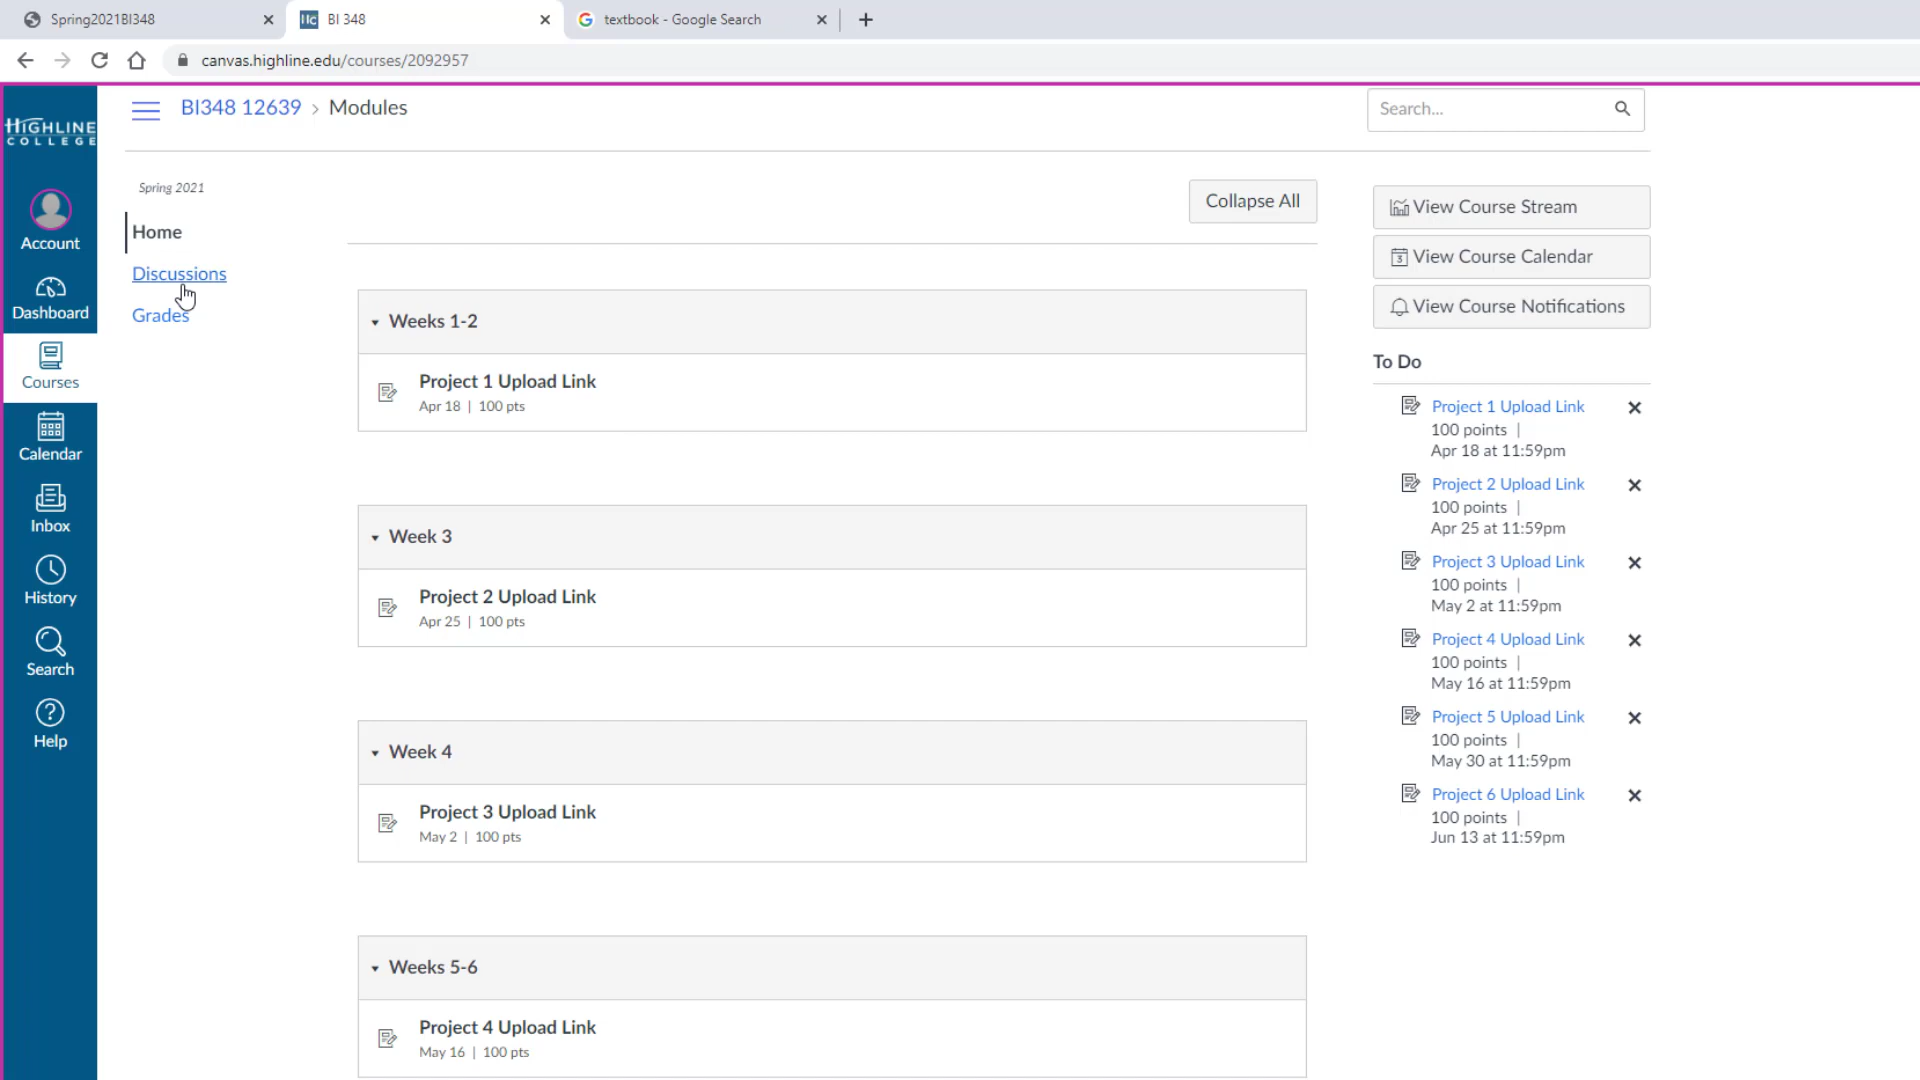 Spring2021BI348
Hc
BI 348
textbook - Google Search
canvas.highline.edu/courses/2092957
HIGHLINE
COLLEGE
Account
Dashboard
Courses
Calendar
Inbox
History
Search
Help
BI348 12639 > Modules
Search...
Spring 2021
Home
Discussions
Grades
Collapse All
Weeks 1-2
Project 1 Upload Link
Apr 18 | 100 pts
Week 3
Project 2 Upload Link
Apr 25 | 100 pts
Week 4
Project 3 Upload Link
May 2 | 100 pts
Weeks 5-6
Project 4 Upload Link
May 16 | 100 pts
View Course Stream
3
View Course Calendar
View Course Notifications
To Do
Project 1 Upload Link
100 points |
Apr 18 at 11:59pm
Project 2 Upload Link
100 points |
Apr 25 at 11:59pm
Project 3 Upload Link
100 points |
May 2 at 11:59pm
Project 4 Upload Link
100 points |
May 16 at 11:59pm
Project 5 Upload Link
100 points |
May 30 at 11:59pm
Project 6 Upload Link
100 points |
Jun 13 at 11:59pm